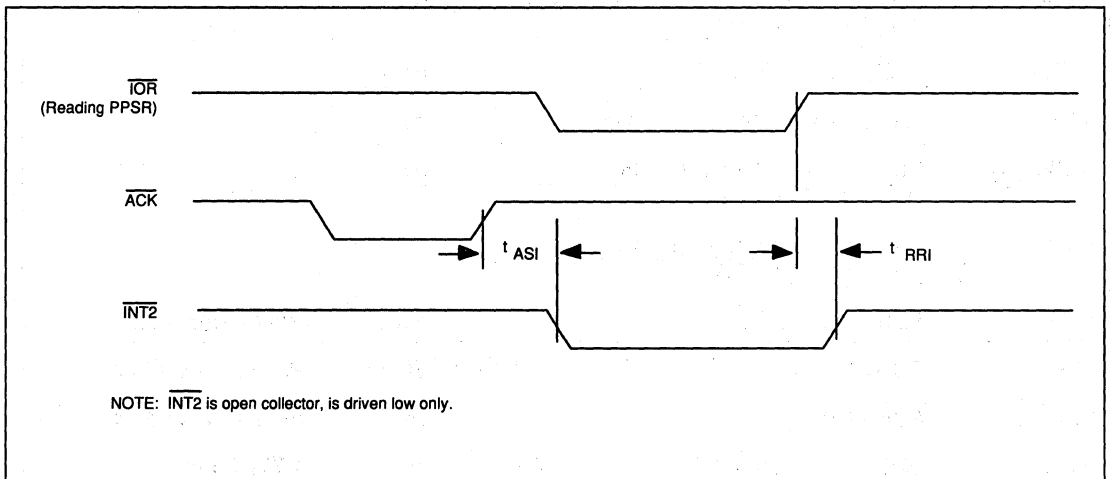 IOR
(Reading PPSR)
ACK
t ASI
t RRI
INT2
NOTE: INT2 is open collector, is driven low only.